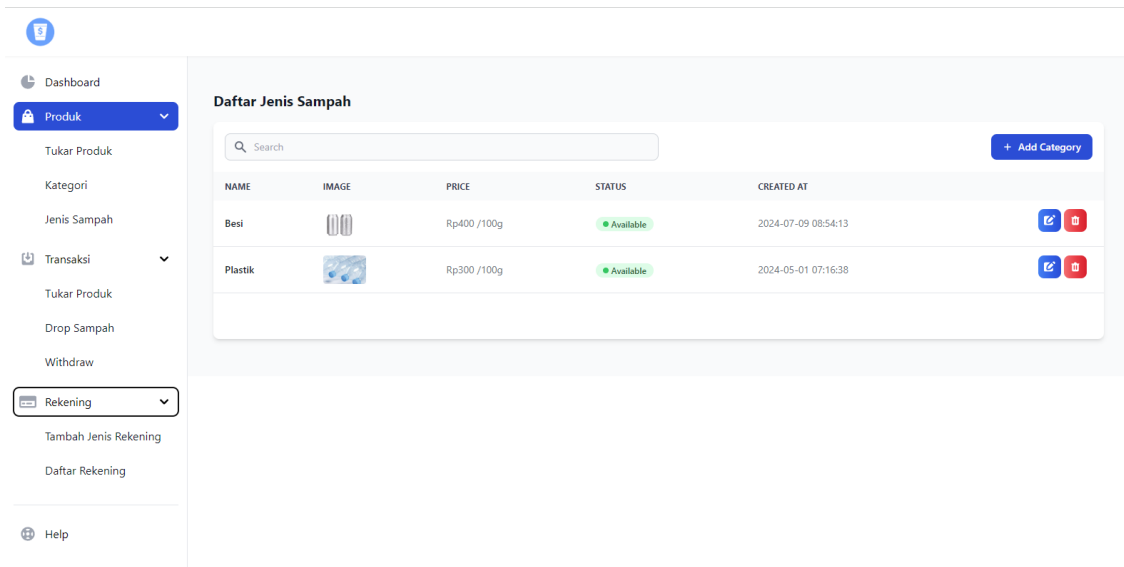 $
Dashboard
Produk
Tukar Produk
Kategori
Jenis Sampah
Transaksi
Tukar Produk
Drop Sampah
Withdraw
Rekening
Tambah Jenis Rekening
Daftar Rekening
Help
Daftar Jenis Sampah
Search
+ Add Category
NAME IMAGE PRICE STATUS CREATED AT
Besi Rp400 /100g Available 2024-07-09 08:54:13
Plastik Rp300 /100g Available 2024-05-01 07:16:38